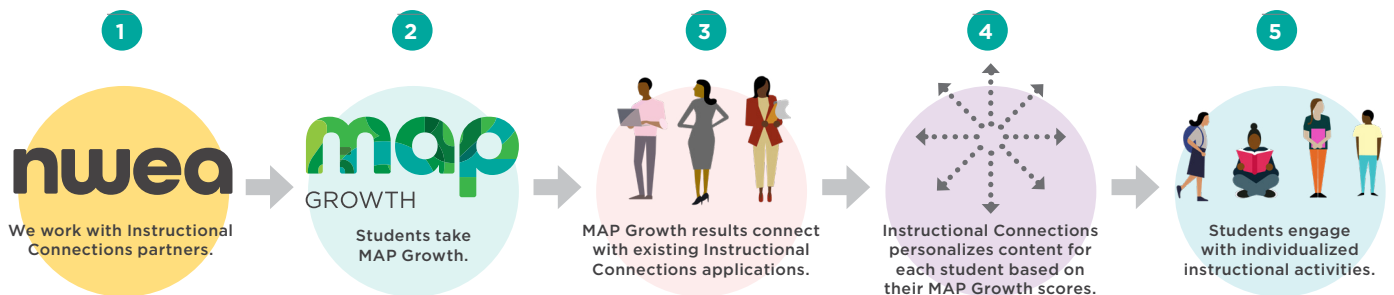 1
nwea
We work with Instructional
Connections partners.
2
map
GROWTH
Students take
MAP Growth.
3
MAP Growth results connect
with existing Instructional
Connections applications.
4
Instructional Connections
personalizes content for
each student based on
their MAP Growth scores.
5
Students engage
with individualized
instructional activities.